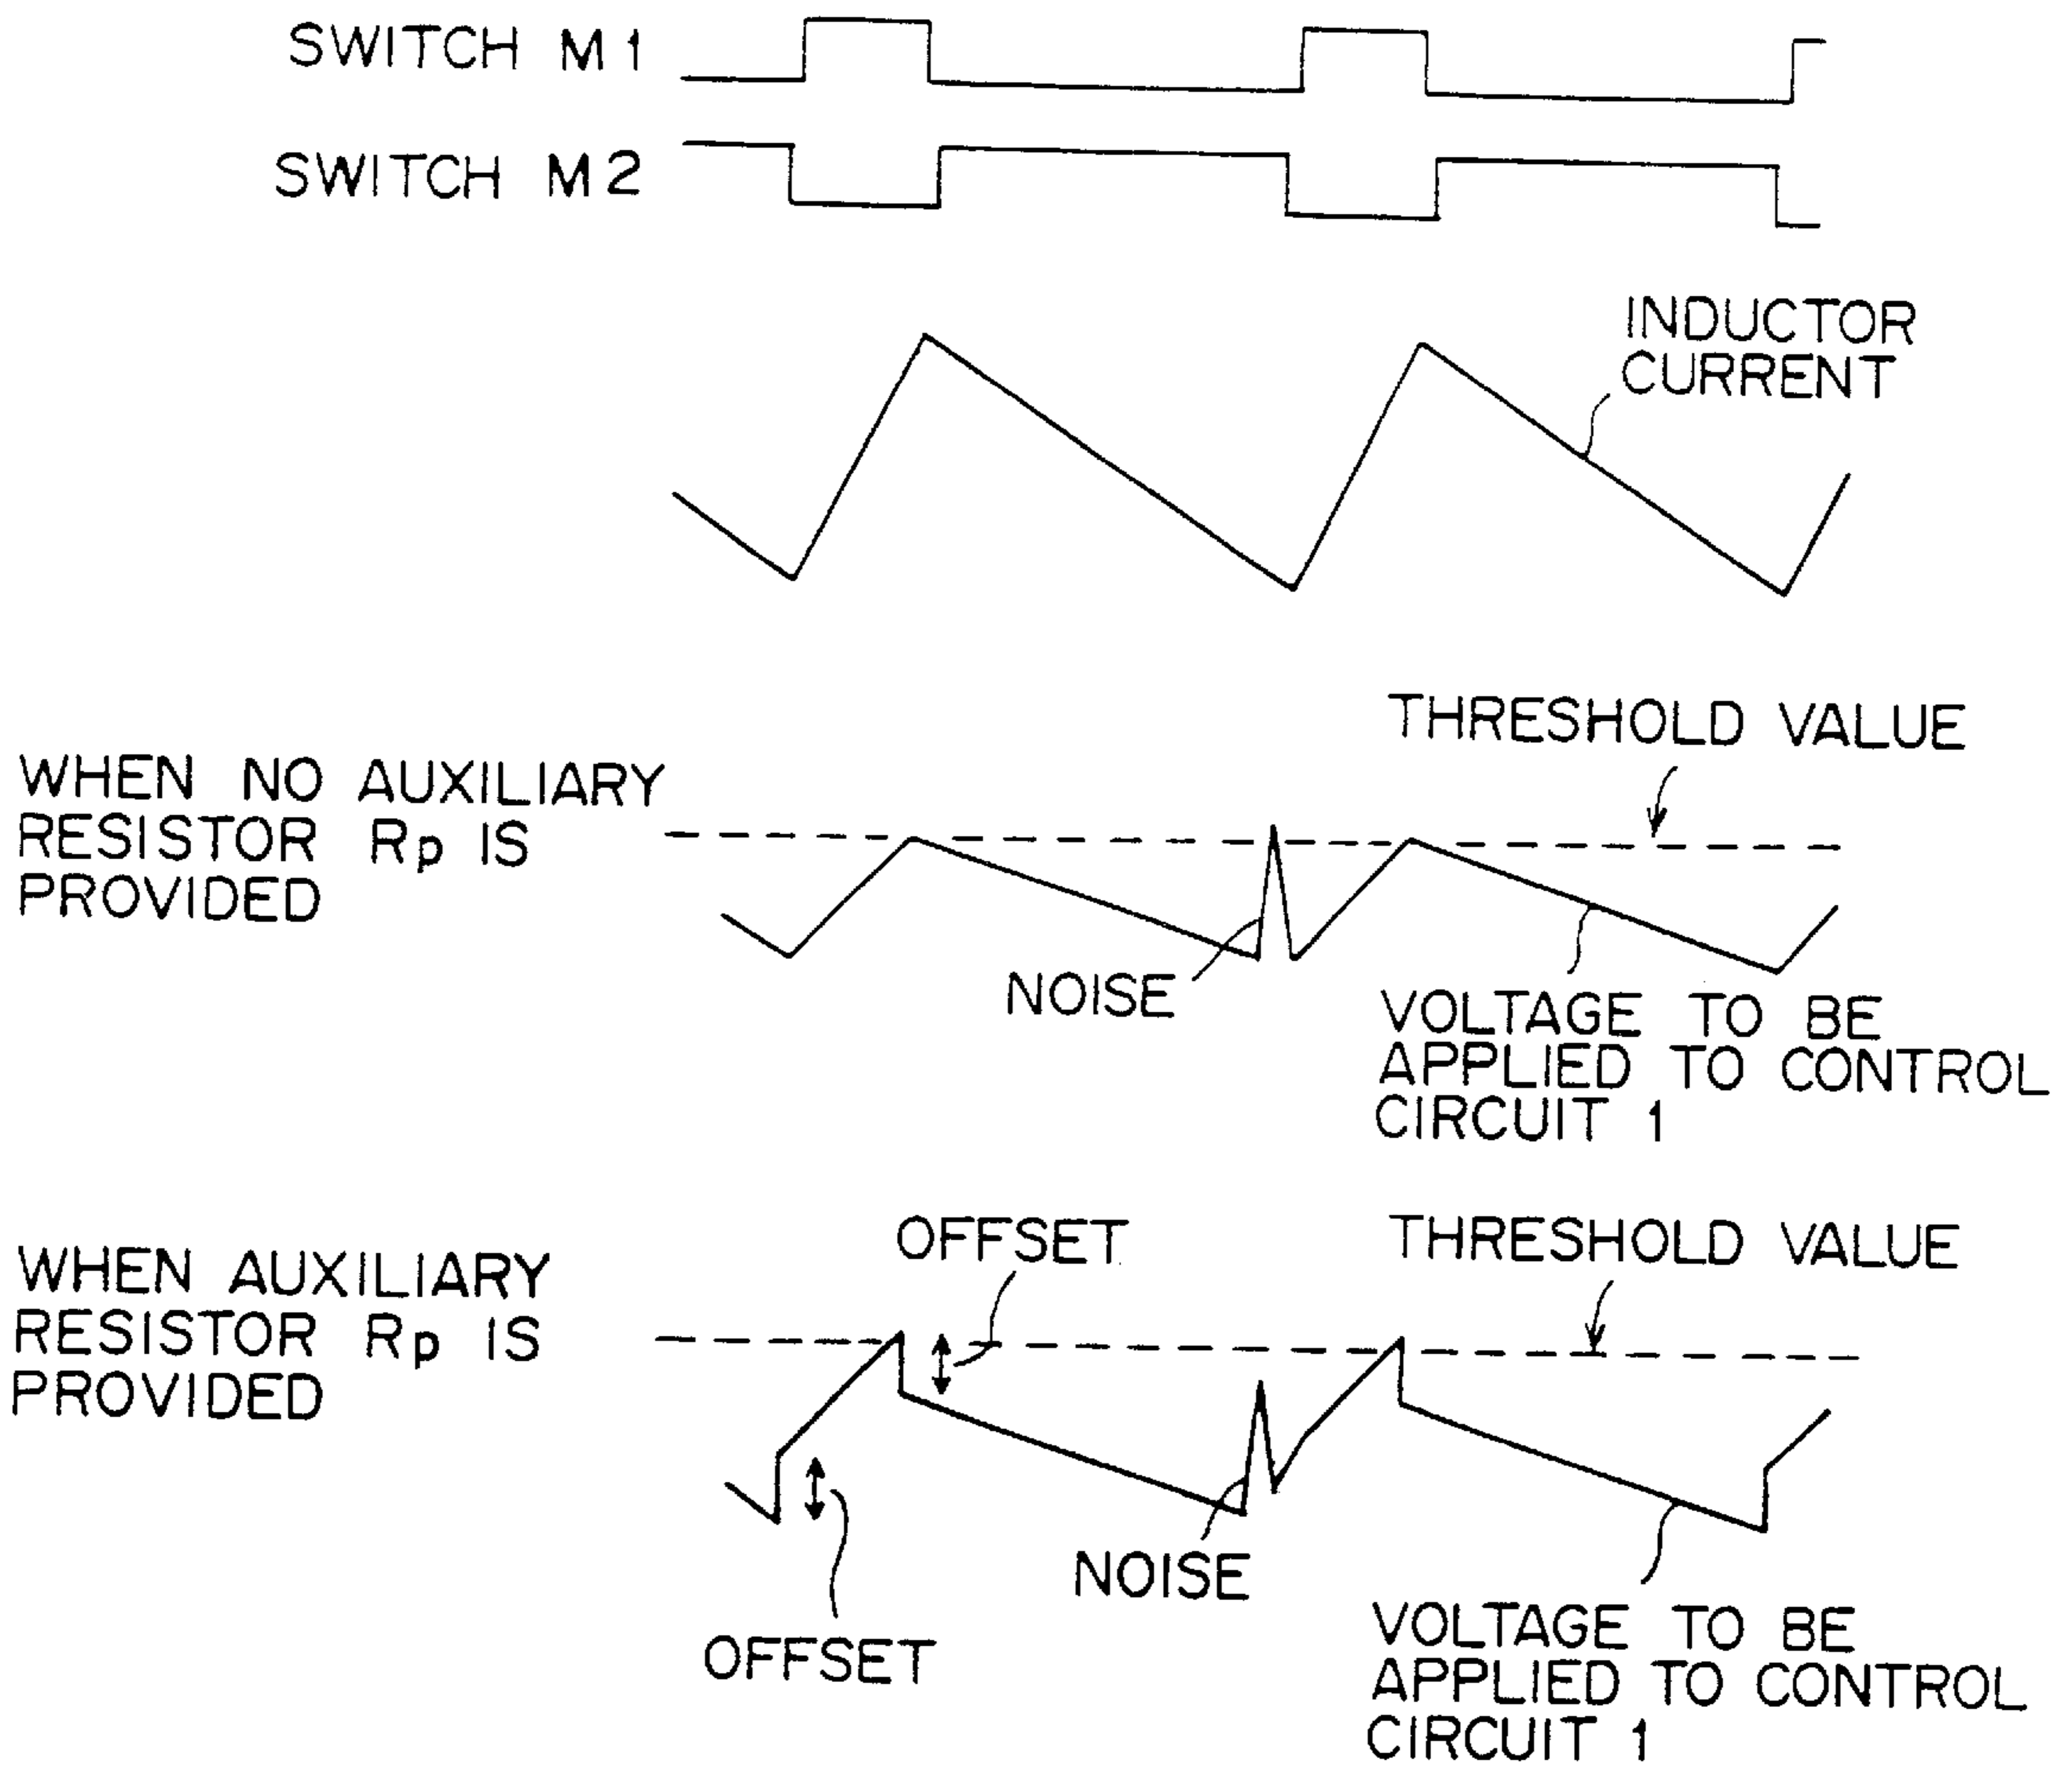 SWITCH M1
SWITCH M2
INDUCTOR
CURRENT
THRESHOLD VALUE
WHEN NO AUXILIARY
RESISTOR Rp IS
PROVIDED
NOISE
VOLTAGE TO BE
APPLIED TO CONTROL
CIRCUIT 1
OFFSET
THRESHOLD VALUE
WHEN AUXILIARY
RESISTOR Rp IS
PROVIDED
NOISE
OFFSET
VOLTAGE TO BE
APPLIED TO CONTROL
CIRCUIT 1